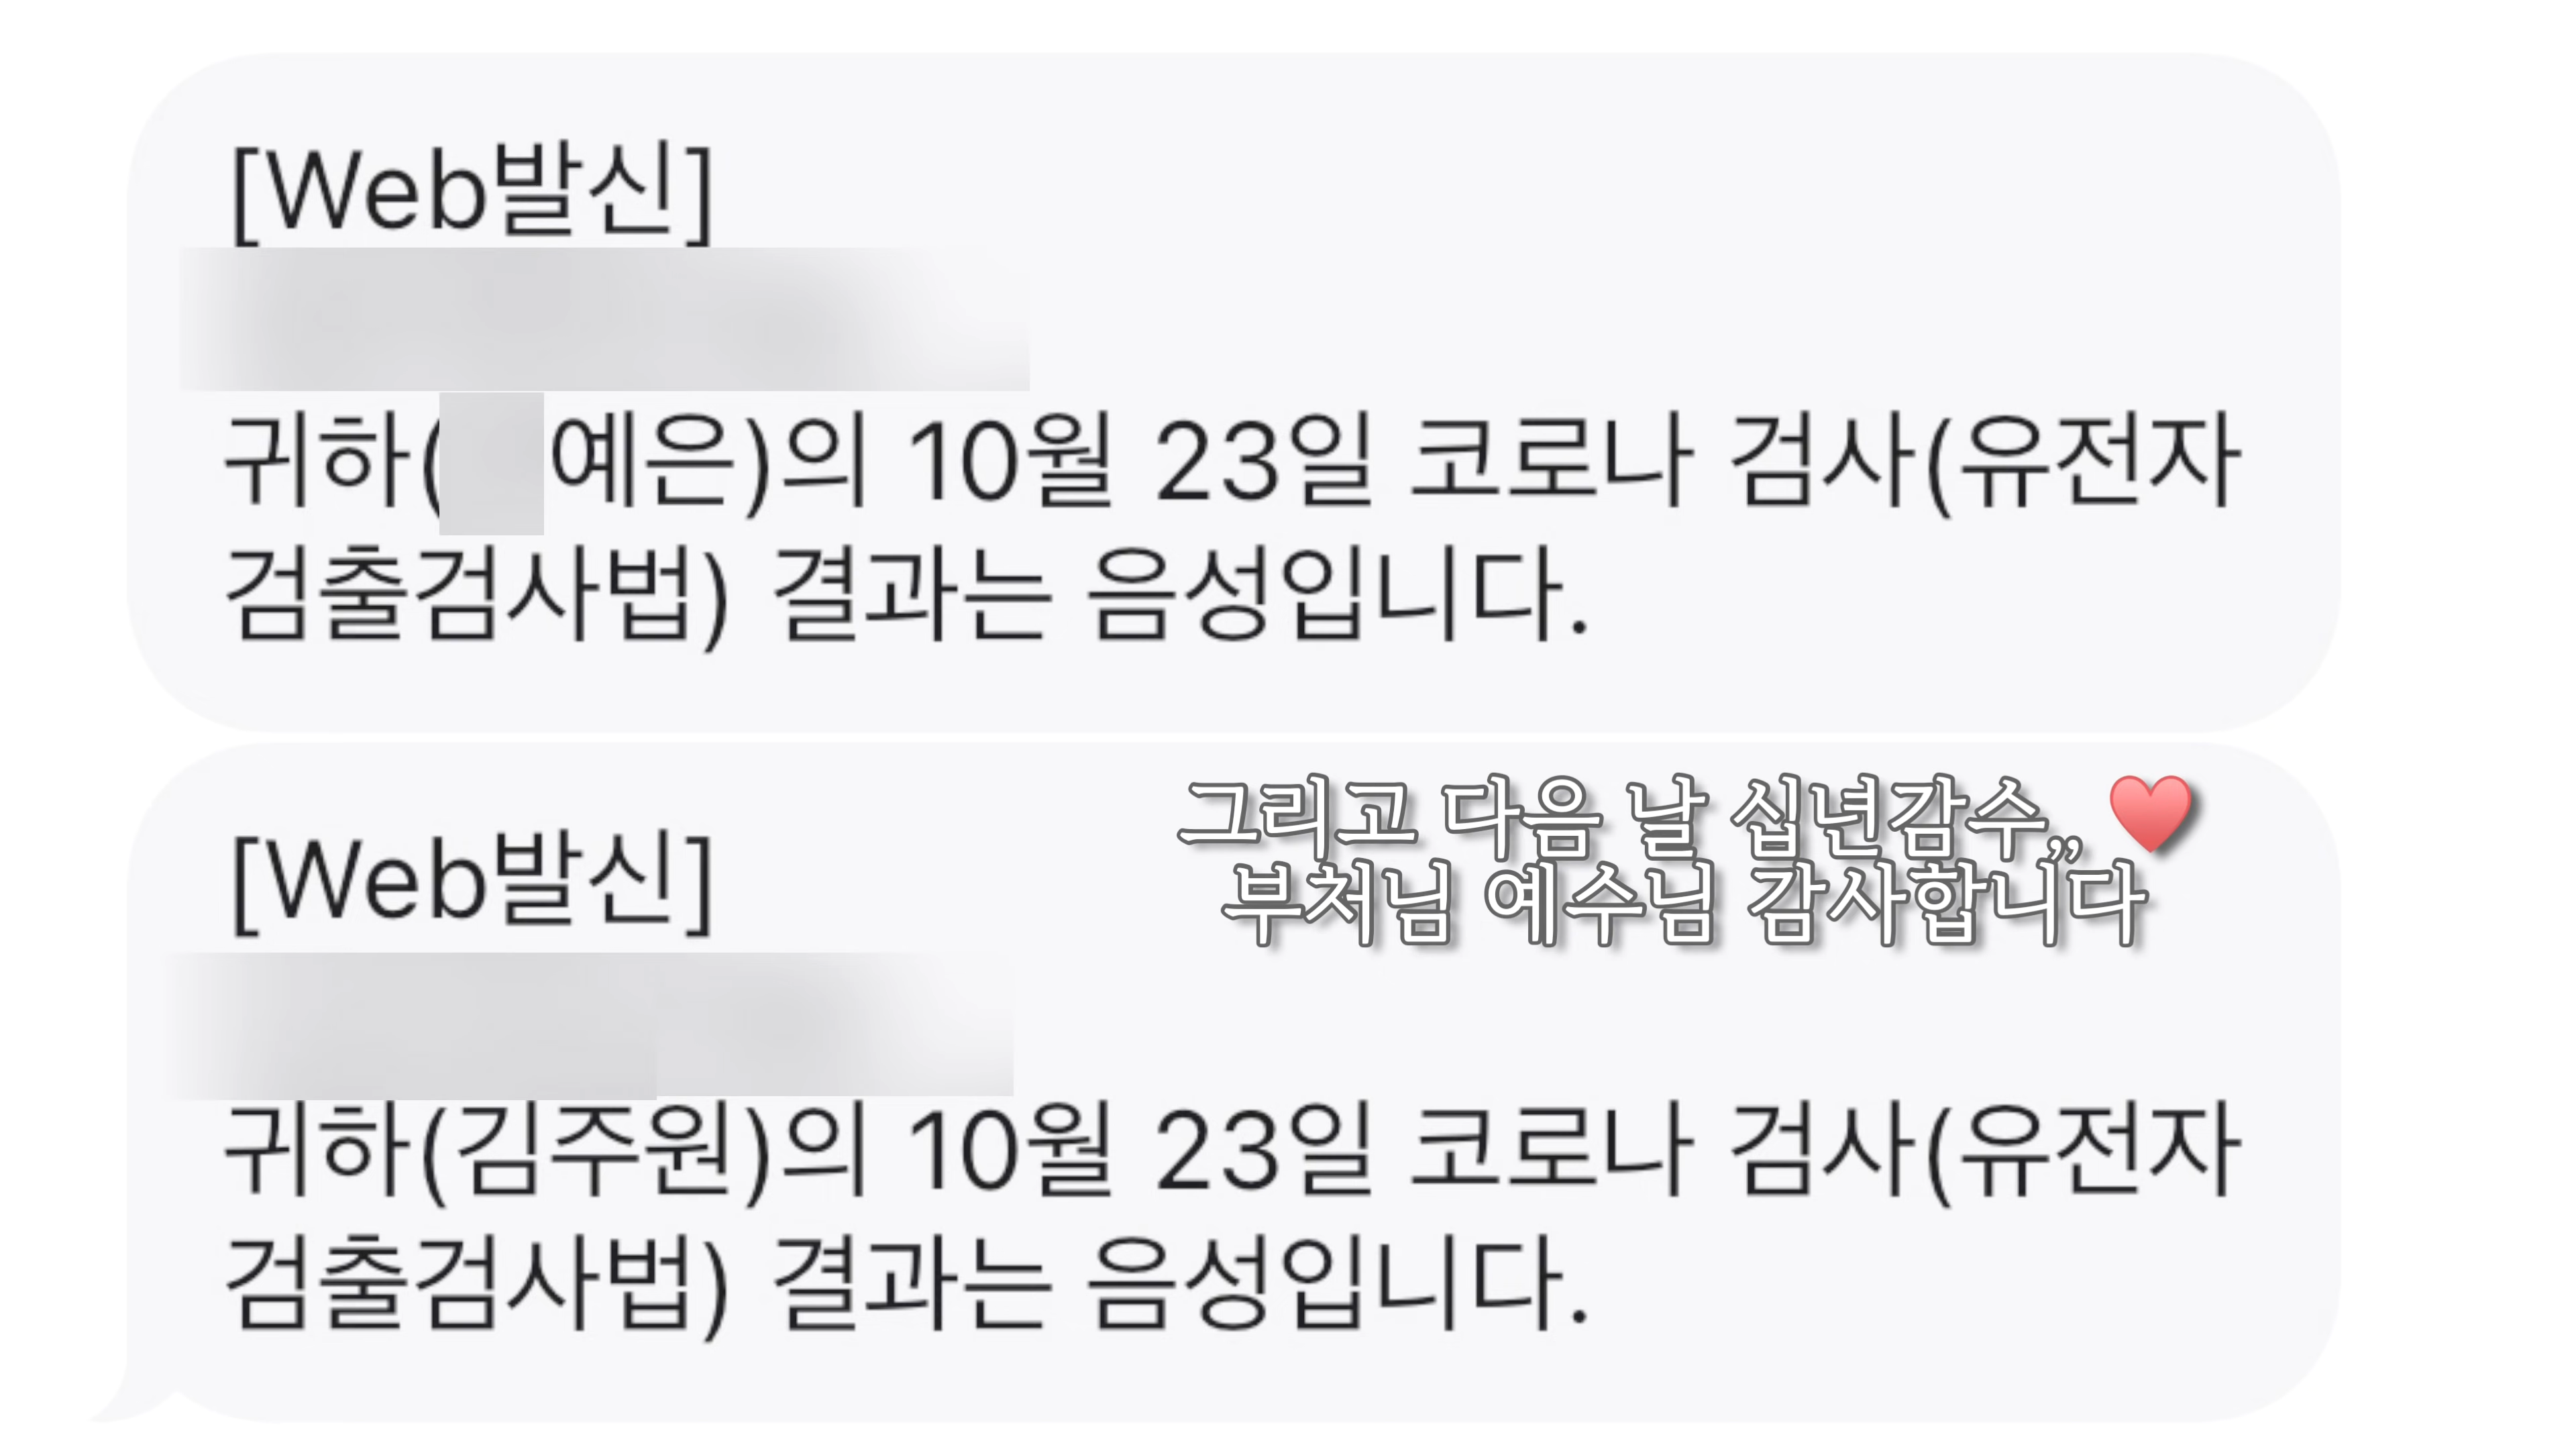 [Web발신]
귀하( 예은)의 10월 23일 코로나 검사(유전자
검출검사법) 결과는 음성입니다.
그리고 다음 날 십년감수,,♥
부처님 예수님 감사합니다
[Web발신]
귀하(김주원)의 10월 23일 코로나 검사(유전자
검출검사법) 결과는 음성입니다.